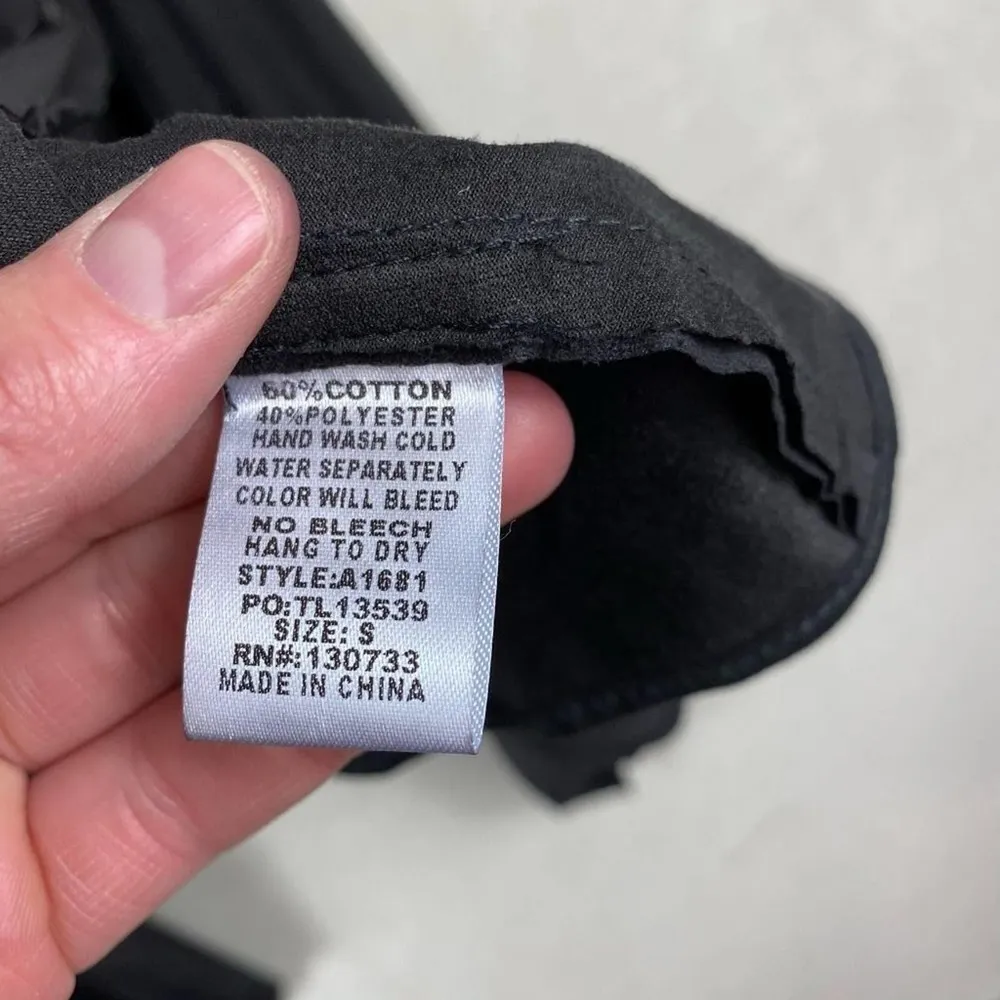 60%COTTON
40%POLYESTER
HAND WASH COLD
WATER SEPARATELY
COLOR WILL BLEED
NO BLEECH
HANG TO DRY
STYLE:A1681
PO:TL13539
SIZE: S
RN#:130733
MADE IN CHINA